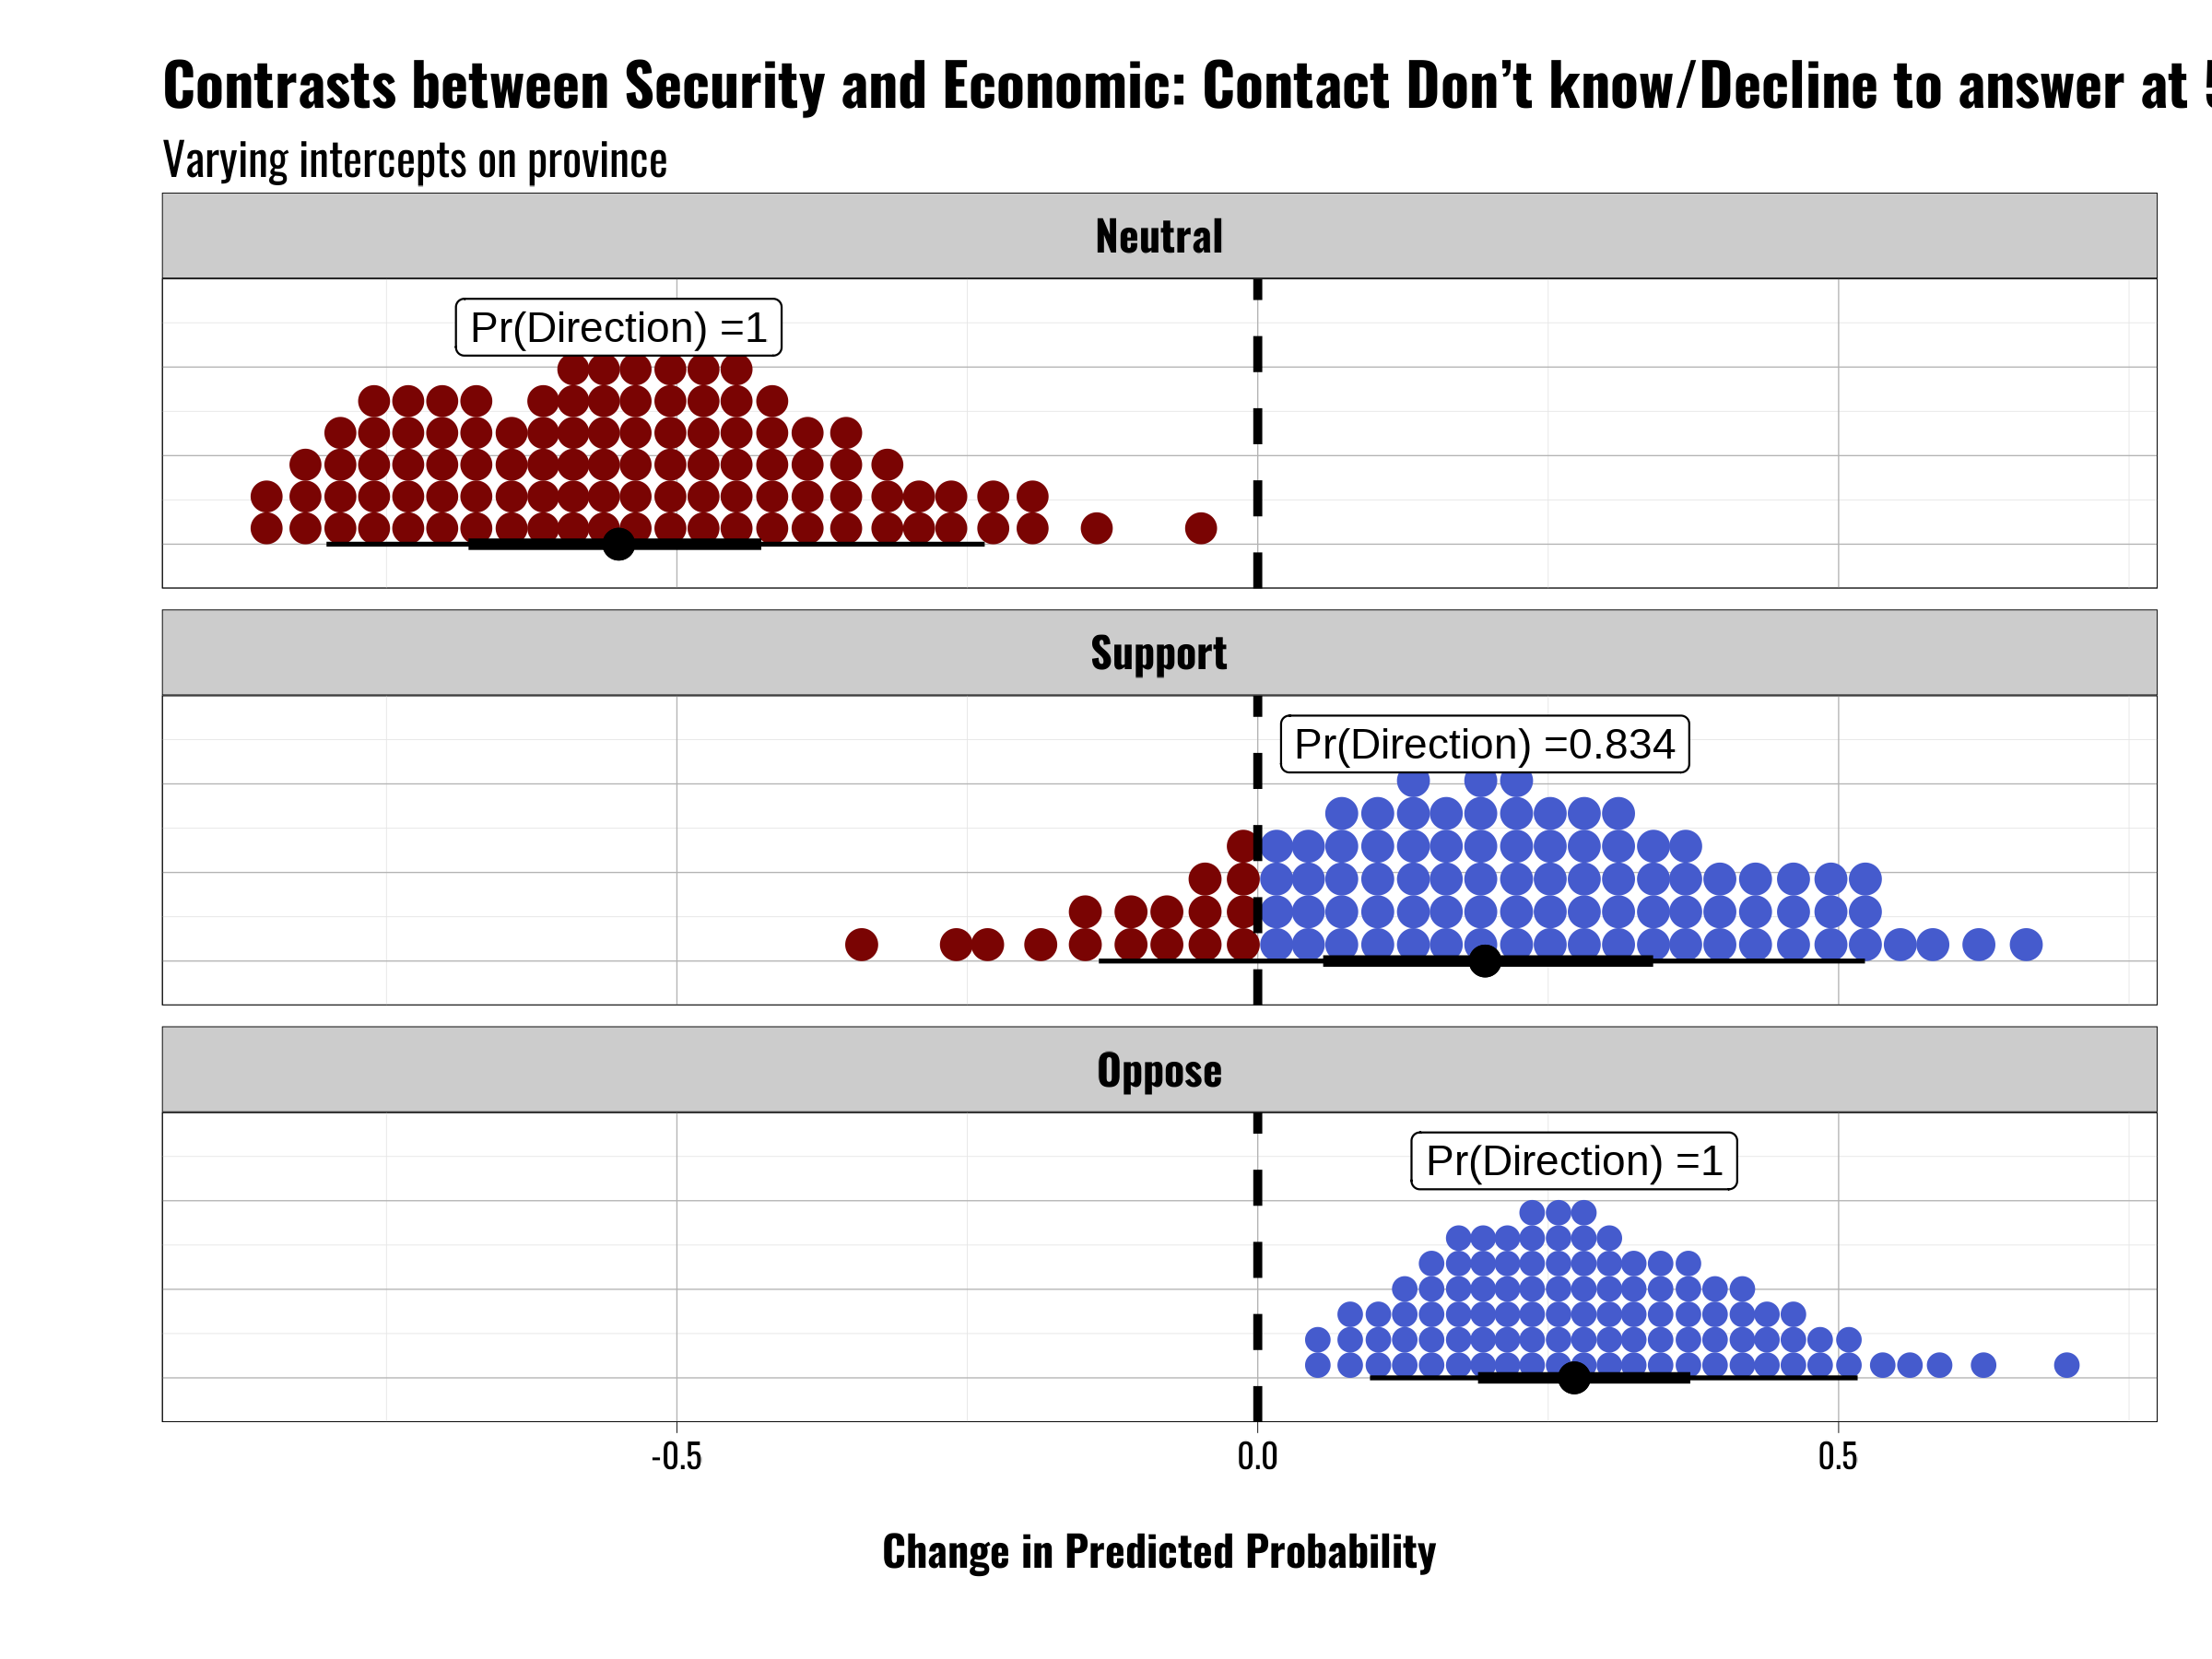 Contrasts between Security and Economic: Contact Don’t know/Decline to answer at
Varying intercepts on province
Neutral
Pr(Direction) =1
Support
Pr(Direction) =0.834
Oppose
Pr(Direction) =1
-0.5 0.0 0.5
Change in Predicted Probability